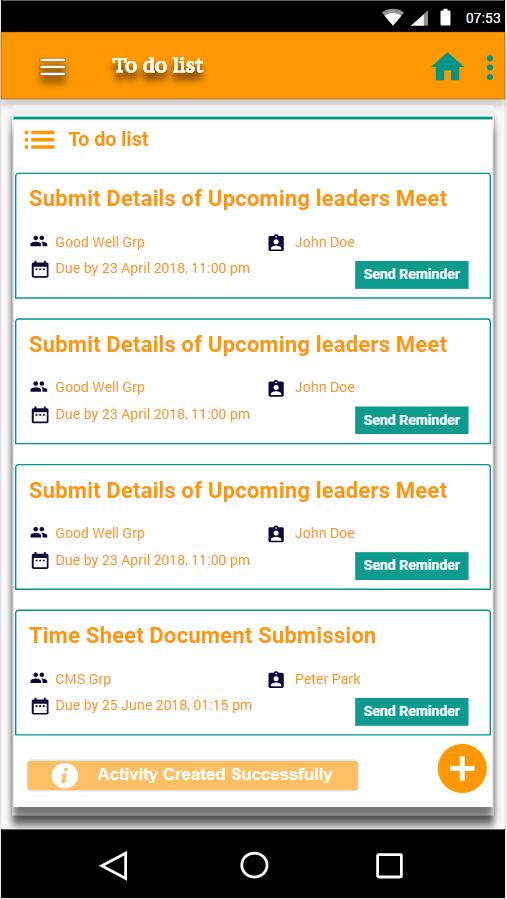 07:53
To do list
To do list
Submit Details of Upcoming leaders Meet
Good Well Grp John Doe
Due by 23 April 2018, 11:00 pm
Send Reminder
Submit Details of Upcoming leaders Meet
Good Well Grp John Doe
Due by 23 April 2018, 11:00 pm
Send Reminder
Submit Details of Upcoming leaders Meet
Good Well Grp John Doe
Due by 23 April 2018, 11:00 pm
Send Reminder
Time Sheet Document Submission
CMS Grp Peter Park
Due by 25 June 2018, 01:15 pm
Send Reminder
Activity Created Successfully